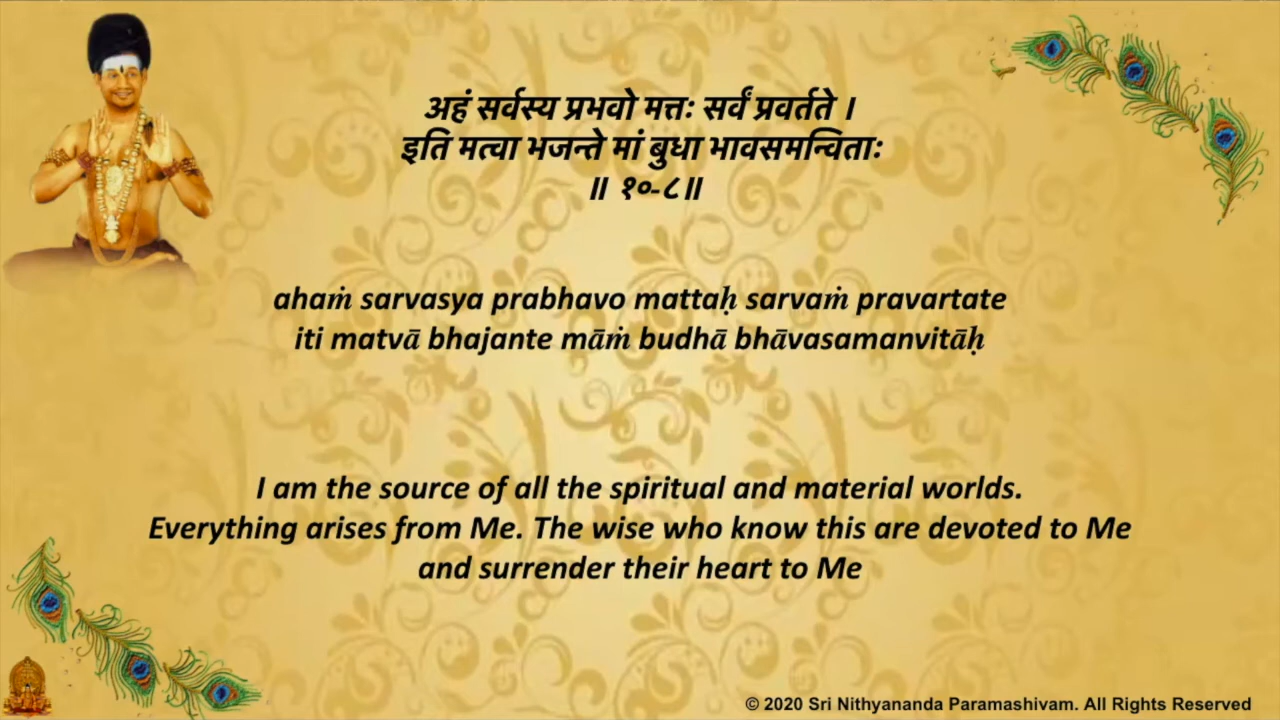 अहं सर्वस्य प्रभवो मत्तः सर्वं प्रवर्तते ।
इति मत्वा भजन्ते मां बुधा भावसमन्विताः
॥ १०-८॥
ahaṁ sarvasya prabhavo mattaḥ sarvaṁ pravartate
iti matvā bhajante māṁ budhā bhāvasamanvitāḥ
I am the source of all the spiritual and material worlds.
Everything arises from Me. The wise who know this are devoted to Me
and surrender their heart to Me
© 2020 Sri Nithyananda Paramashivam. All Rights Reserved